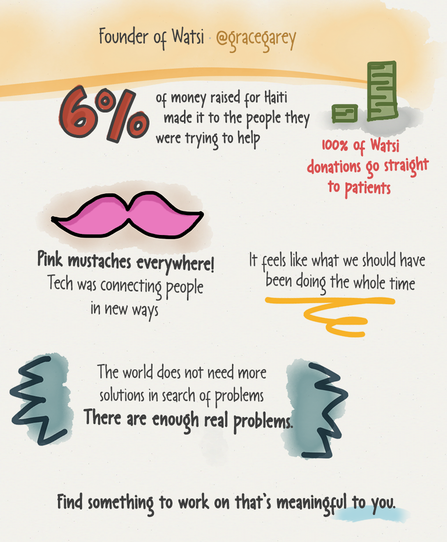 Founder of Watsi @gracegarey
6%
of money raised for Haiti
made it to the people they
were trying to help
100% of Watsi
donations go straight
to patients
Pink mustaches everywhere!
Tech was connecting people
in new ways
It feels like what we should have
been doing the whole time
The world does not need more
solutions in search of problems
There are enough real problems.
Find something to work on that's meaningful to you.